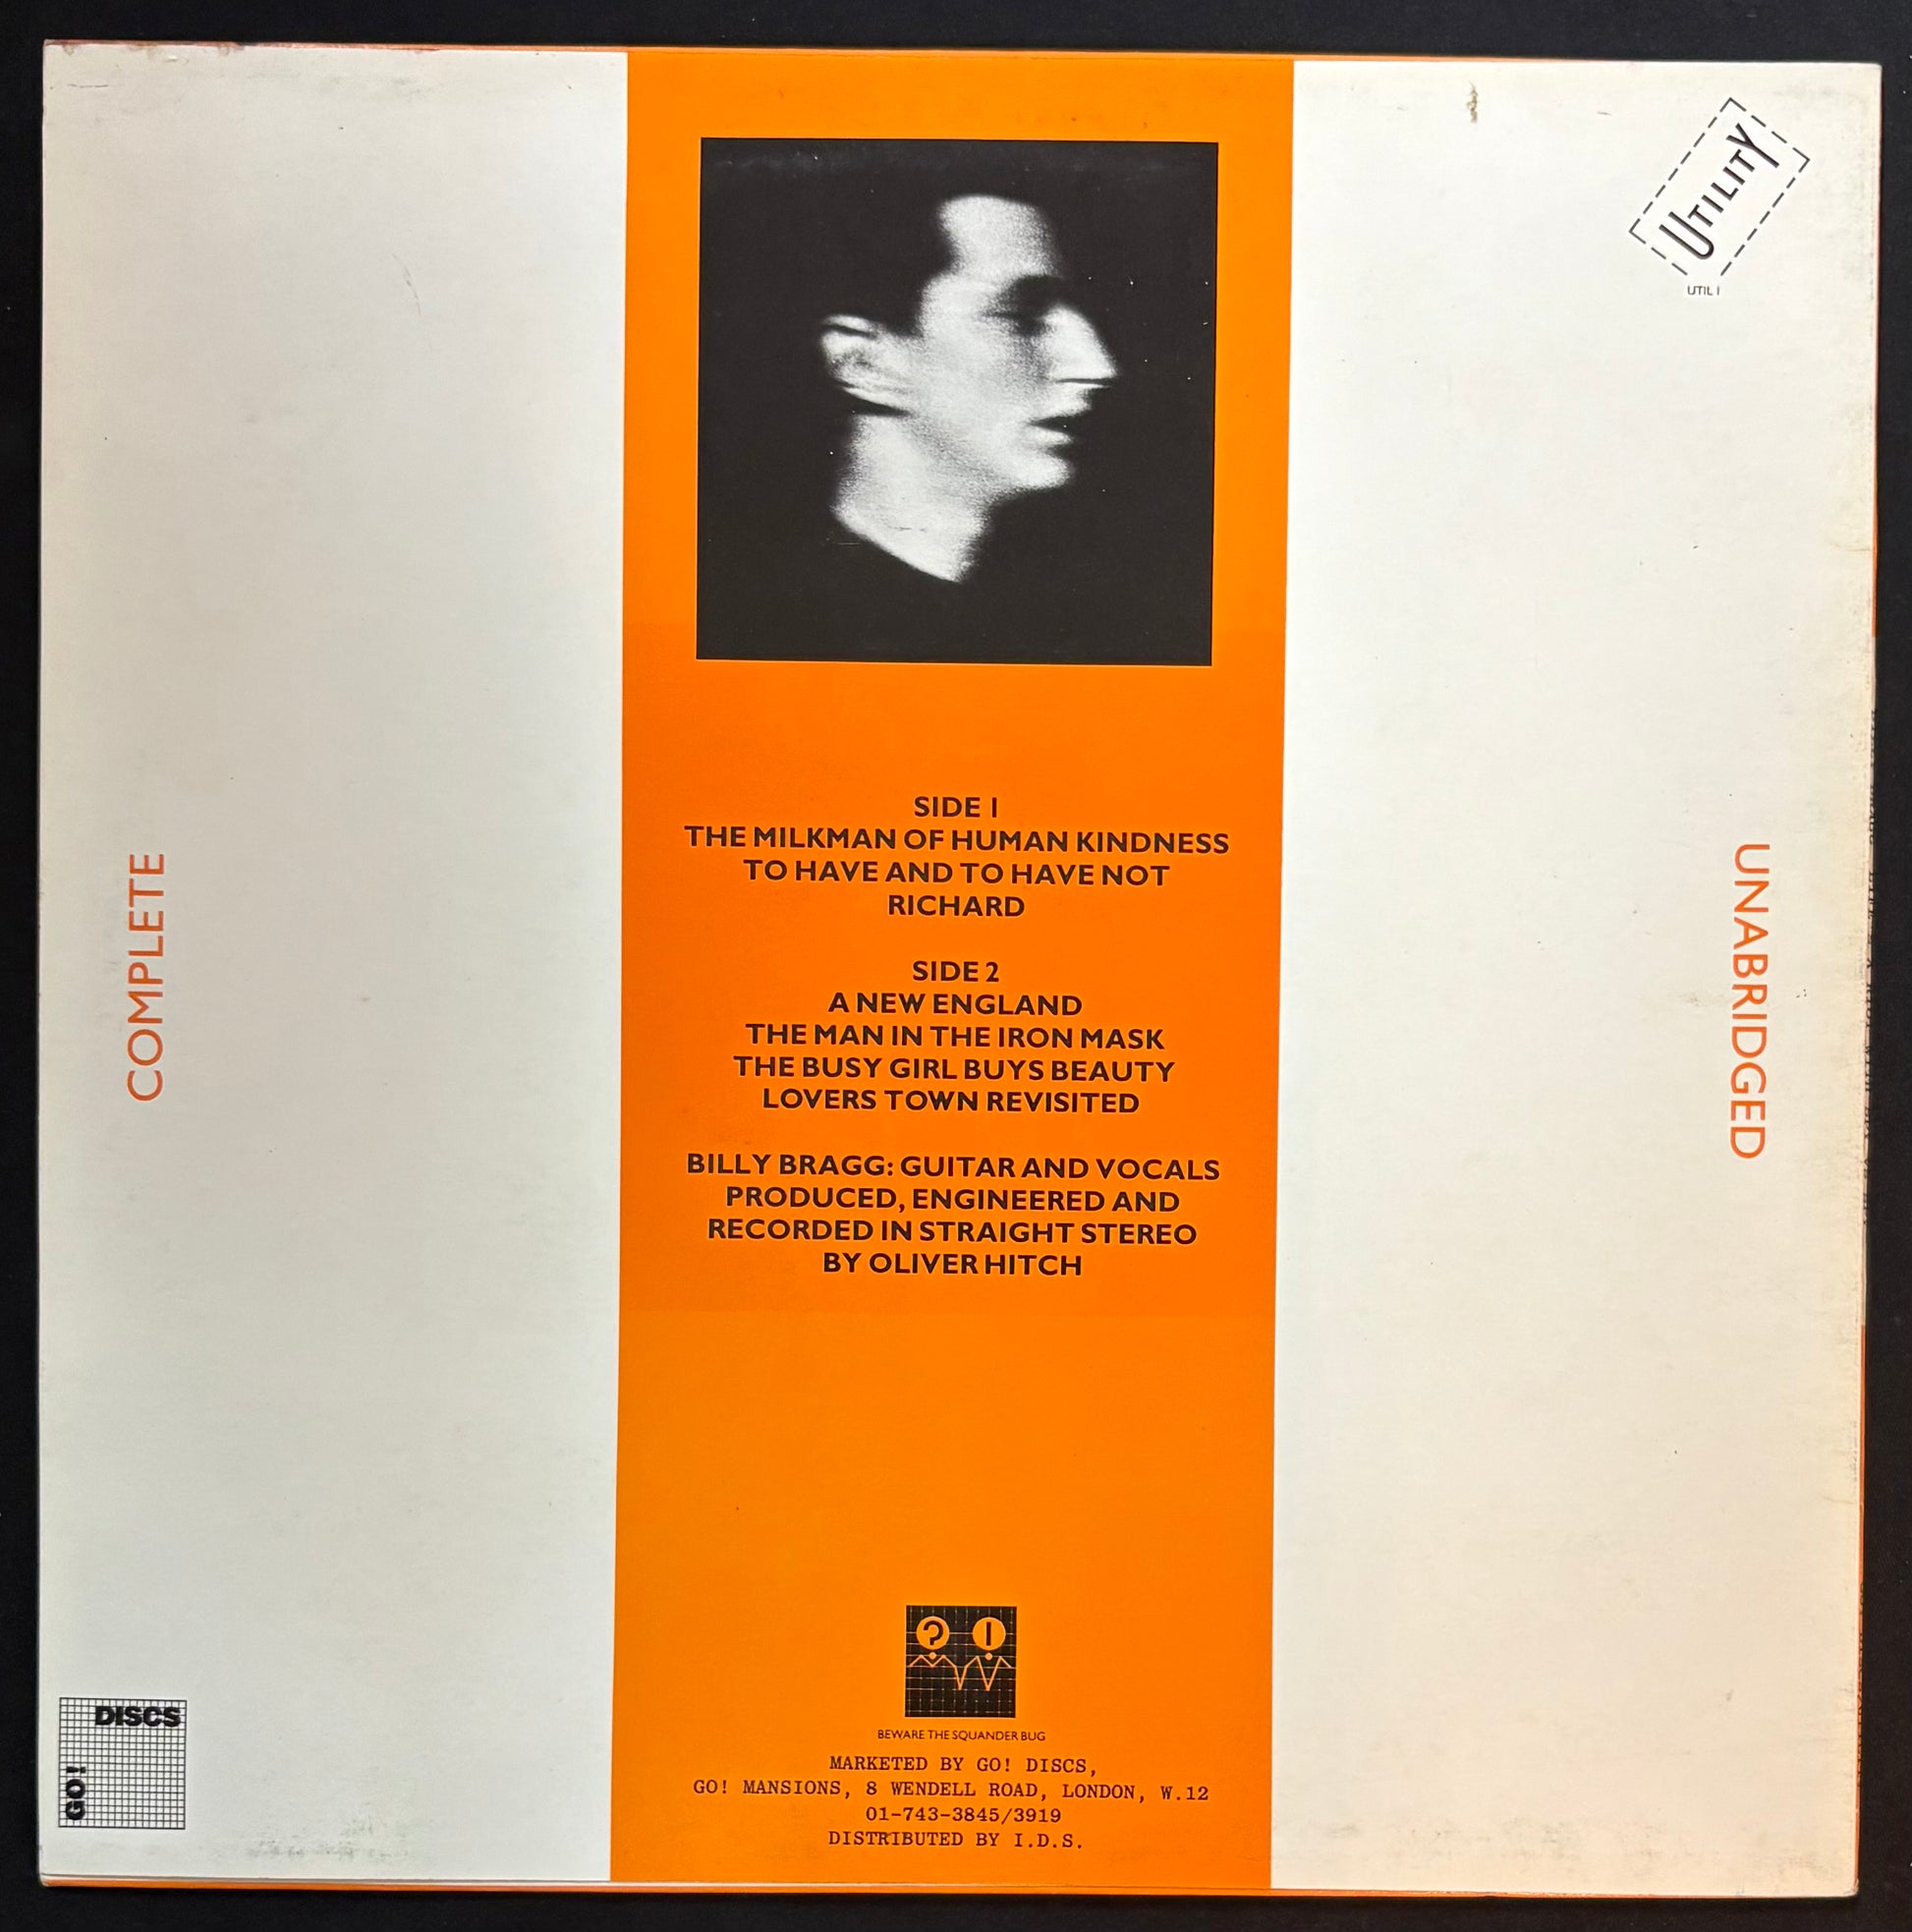 UTILITY
UTIL 1
SIDE 1
THE MILKMAN OF HUMAN KINDNESS
TO HAVE AND TO HAVE NOT
RICHARD
SIDE 2
A NEW ENGLAND
THE MAN IN THE IRON MASK
THE BUSY GIRL BUYS BEAUTY
LOVERS TOWN REVISITED
BILLY BRAGG: GUITAR AND VOCALS
PRODUCED, ENGINEERED AND
RECORDED IN STRAIGHT STEREO
BY OLIVER HITCH
COMPLETE
UNABRIDGED
? !
BEWARE THE SQUANDER BUG
MARKETED BY GO! DISCS,
GO! MANSIONS, 8 WENDELL ROAD, LONDON, W.12
01-743-3845/3919
DISTRIBUTED BY I.D.S.
GO! DISCS